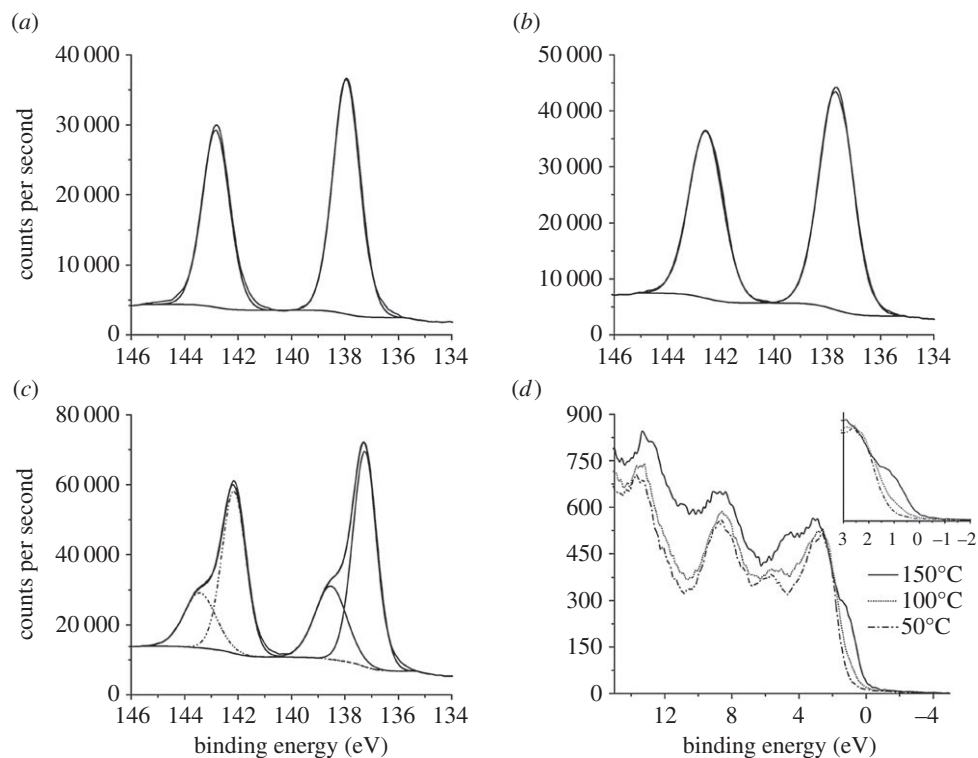 (a)
40 000
30 000
20 000
10 000
0
counts per second
146 144 142 140 138 136 134
(b)
50 000
40 000
30 000
20 000
10 000
0
146 144 142 140 138 136 134
(c)
80 000
60 000
40 000
20 000
0
counts per second
146 144 142 140 138 136 134
binding energy (eV)
(d)
900
750
600
450
300
150
0
12 8 4 0 –4
binding energy (eV)
3 2 1 0 –1 –2
150°C
100°C
50°C